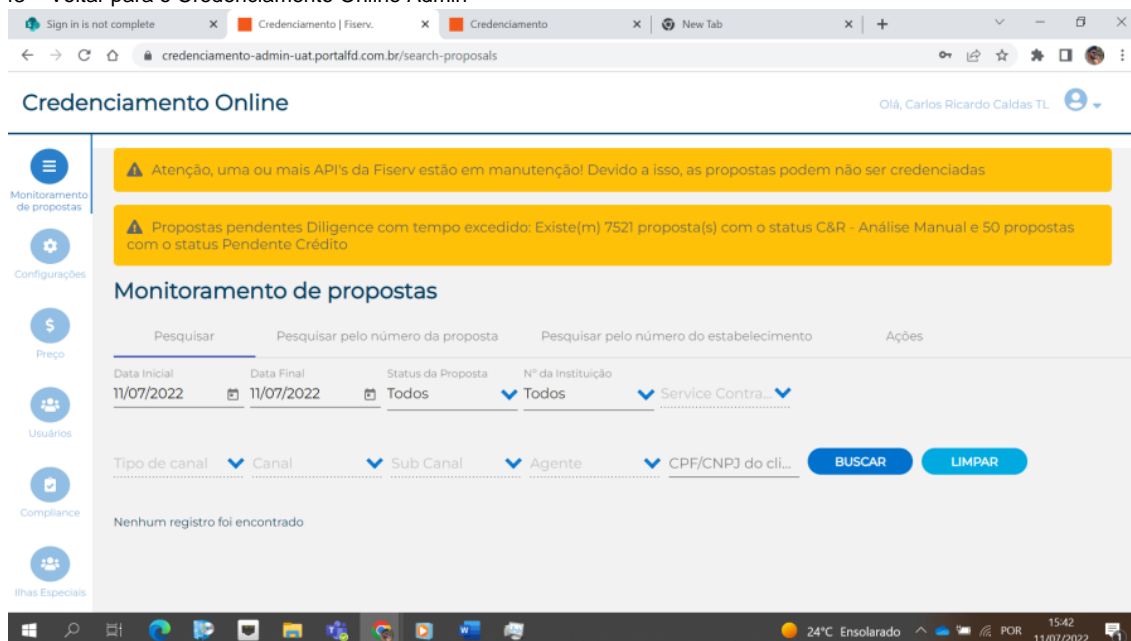 Voltar para o Credenciamento Online Admin
Sign in is not complete
Credenciamento | Fiserv.
Credenciamento
New Tab
credenciamento-admin-uat.portalfd.com.br/search-proposals
Credenciamento Online
Olá, Carlos Ricardo Caldas TL
Atenção, uma ou mais API's da Fiserv estão em manutenção! Devido a isso, as propostas podem não ser credenciadas
Monitoramento
de propostas
Propostas pendentes Diligence com tempo excedido: Existe(m) 7521 proposta(s) com o status C&R - Análise Manual e 50 propostas
com o status Pendente Crédito
Configurações
Monitoramento de propostas
Pesquisar Pesquisar pelo número da proposta Pesquisar pelo número do estabelecimento Ações
Preço
Data Inicial Data Final Status da Proposta Nº da Instituição
11/07/2022 11/07/2022 Todos Todos Service Contra...
Usuários
Tipo de canal Canal Sub Canal Agente CPF/CNPJ do cli... BUSCAR LIMPAR
Compliance
Nenhum registro foi encontrado
Ilhas Especiais
24°C Ensolarado POR 15:42
11/07/2022